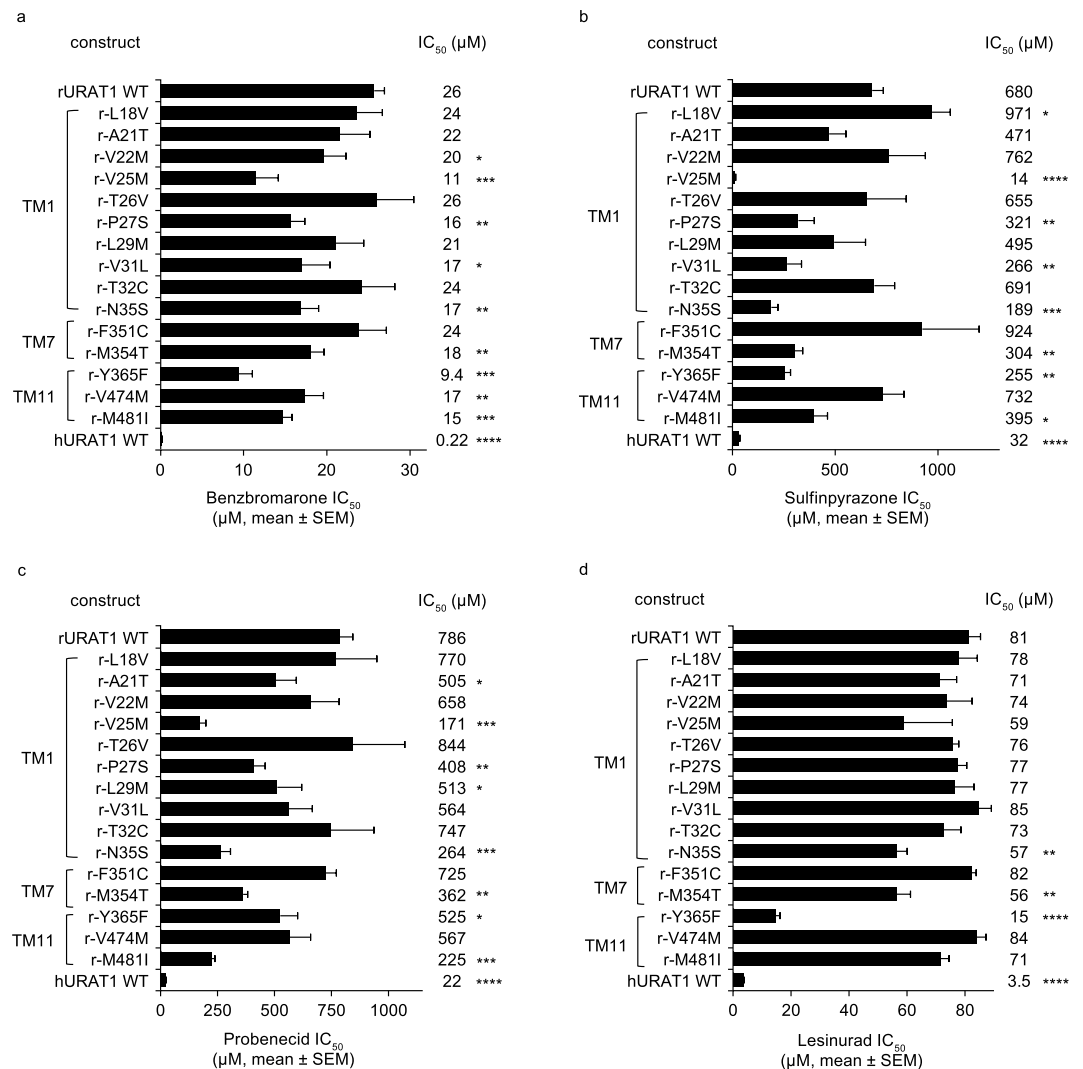 a
construct IC50 (µM)
rURAT1 WT 26
r-L18V 24
r-A21T 22
r-V22M 20 *
r-V25M 11 ***
r-T26V 26
TM1
r-P27S 16 **
r-L29M 21
r-V31L 17 *
r-T32C 24
r-N35S 17 **
r-F351C 24
TM7
r-M354T 18 **
r-Y365F 9.4 ***
TM11
r-V474M 17 **
r-M481I 15 ***
hURAT1 WT 0.22 ****
0 10 20 30
Benzbromarone IC50
(µM, mean ± SEM)
b
construct IC50 (µM)
rURAT1 WT 680
r-L18V 971 *
r-A21T 471
r-V22M 762
r-V25M 14 ****
r-T26V 655
TM1
r-P27S 321 **
r-L29M 495
r-V31L 266 **
r-T32C 691
r-N35S 189 ***
r-F351C 924
TM7
r-M354T 304 **
r-Y365F 255 **
TM11
r-V474M 732
r-M481I 395 *
hURAT1 WT 32 ****
0 500 1000
Sulfinpyrazone IC50
(µM, mean ± SEM)
c
construct IC50 (µM)
rURAT1 WT 786
r-L18V 770
r-A21T 505 *
r-V22M 658
r-V25M 171 ***
r-T26V 844
TM1
r-P27S 408 **
r-L29M 513 *
r-V31L 564
r-T32C 747
r-N35S 264 ***
r-F351C 725
TM7
r-M354T 362 **
r-Y365F 525 *
TM11
r-V474M 567
r-M481I 225 ***
hURAT1 WT 22 ****
0 250 500 750 1000
Probenecid IC50
(µM, mean ± SEM)
d
construct IC50 (µM)
rURAT1 WT 81
r-L18V 78
r-A21T 71
r-V22M 74
r-V25M 59
r-T26V 76
TM1
r-P27S 77
r-L29M 77
r-V31L 85
r-T32C 73
r-N35S 57 **
r-F351C 82
TM7
r-M354T 56 **
r-Y365F 15 ****
TM11
r-V474M 84
r-M481I 71
hURAT1 WT 3.5 ****
0 20 40 60 80
Lesinurad IC50
(µM, mean ± SEM)